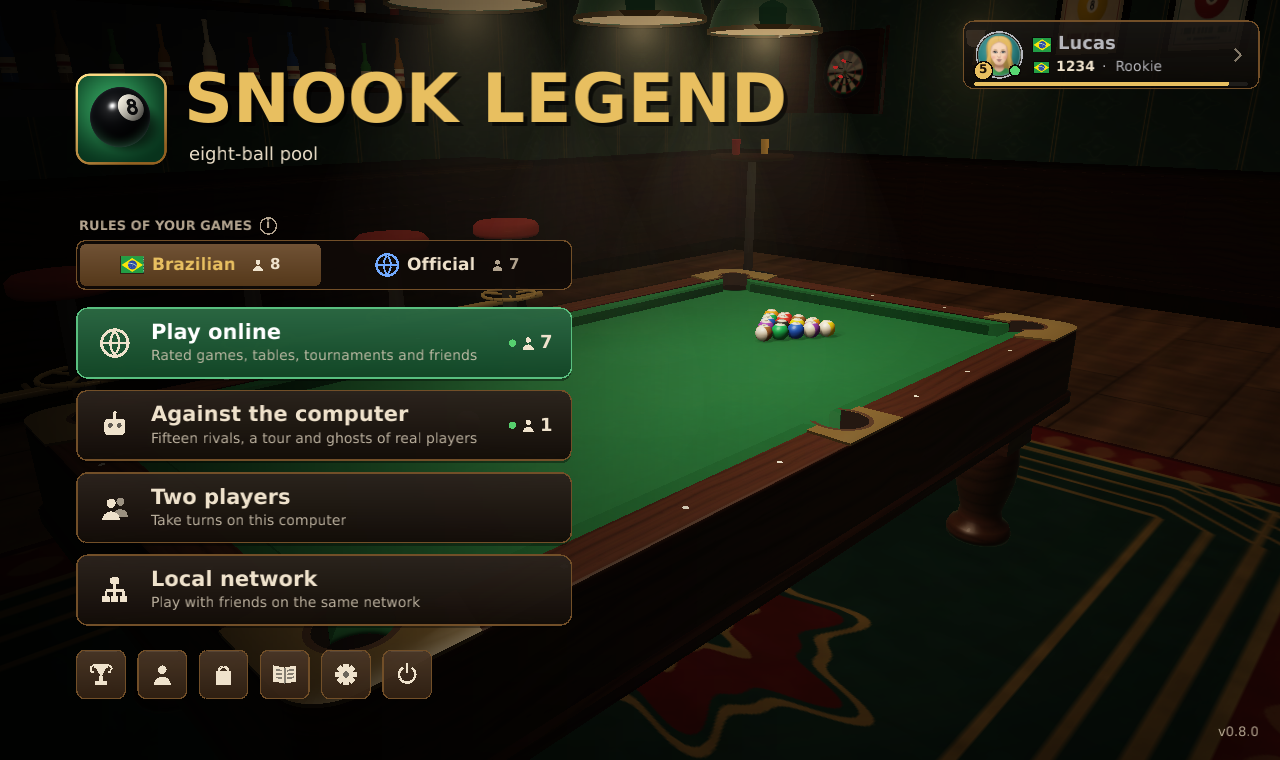 SNOOK LEGEND
8
eight-ball pool
5
Lucas
1234 · Rookie
RULES OF YOUR GAMES
Brazilian 8
Official 7
Play online
Rated games, tables, tournaments and friends
7
Against the computer
Fifteen rivals, a tour and ghosts of real players
1
Two players
Take turns on this computer
Local network
Play with friends on the same network
v0.8.0